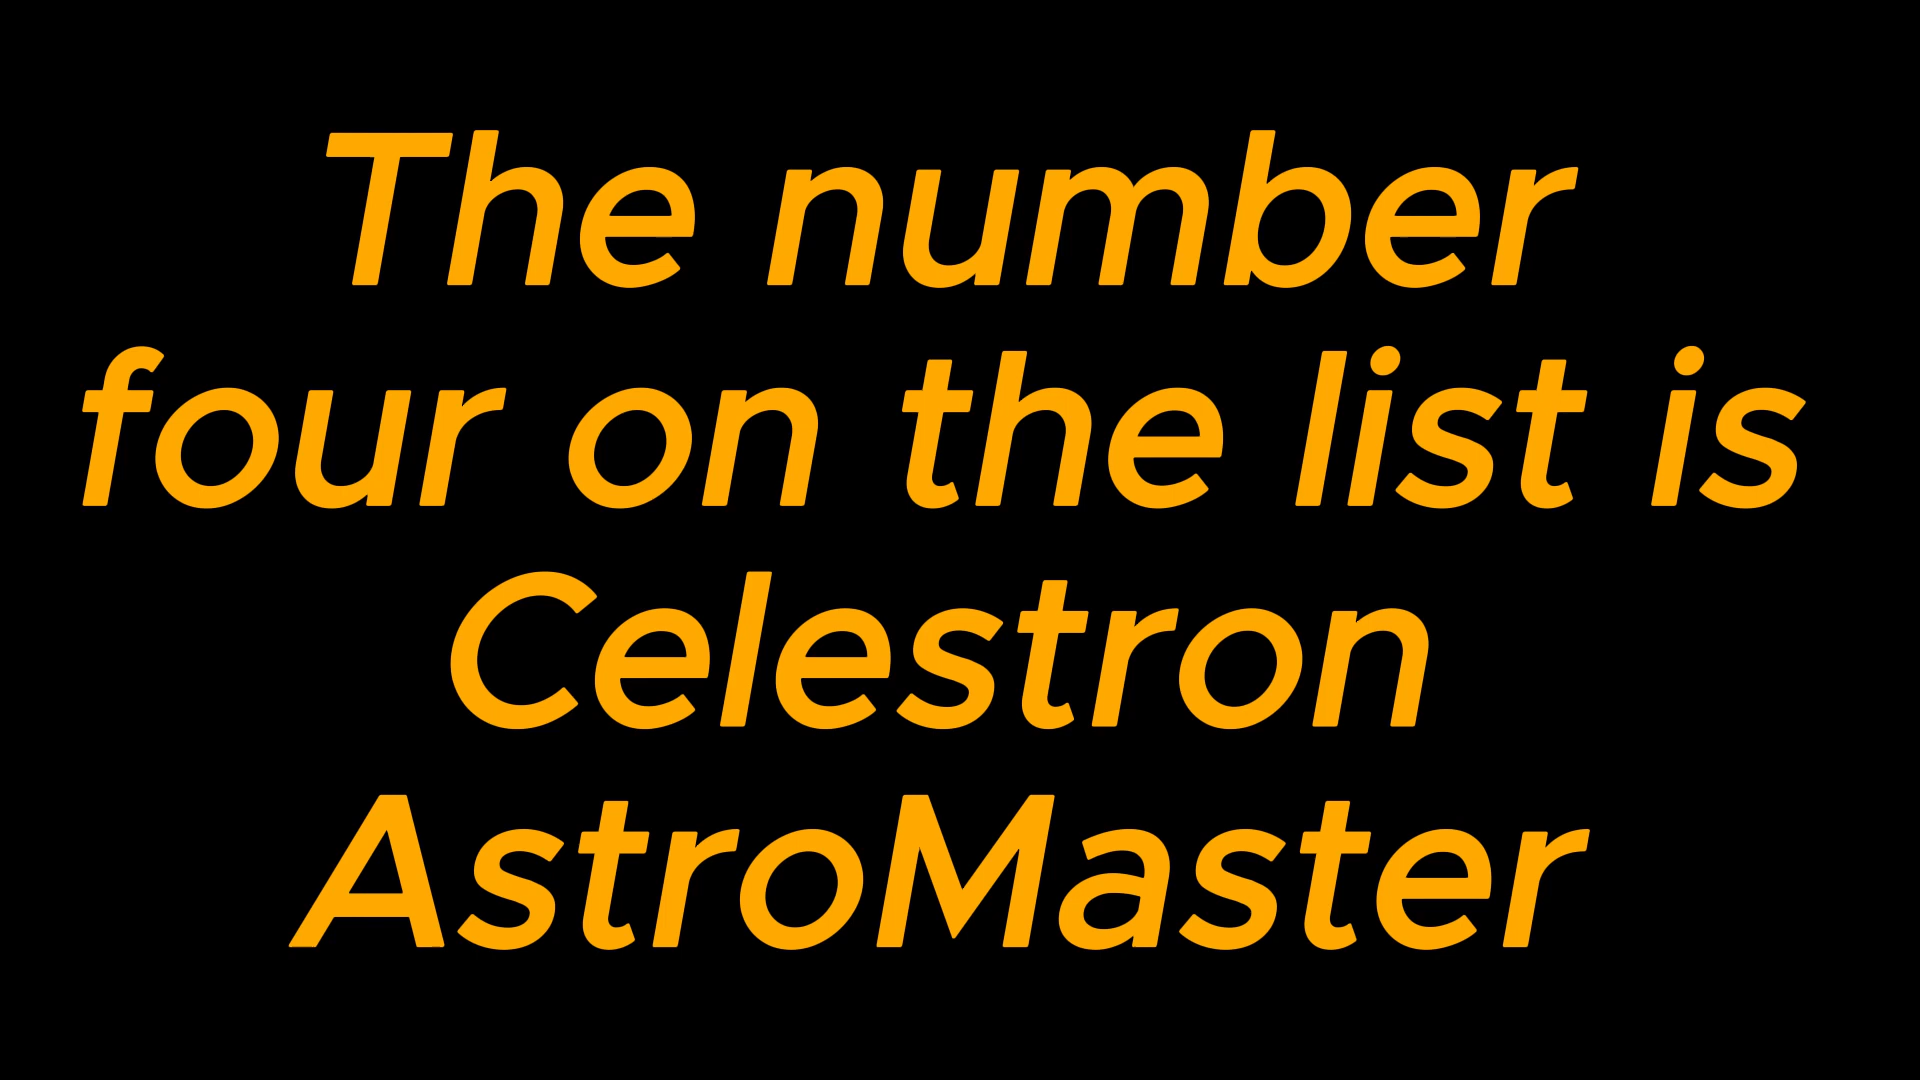 The number
four on the list is
Celestron
AstroMaster